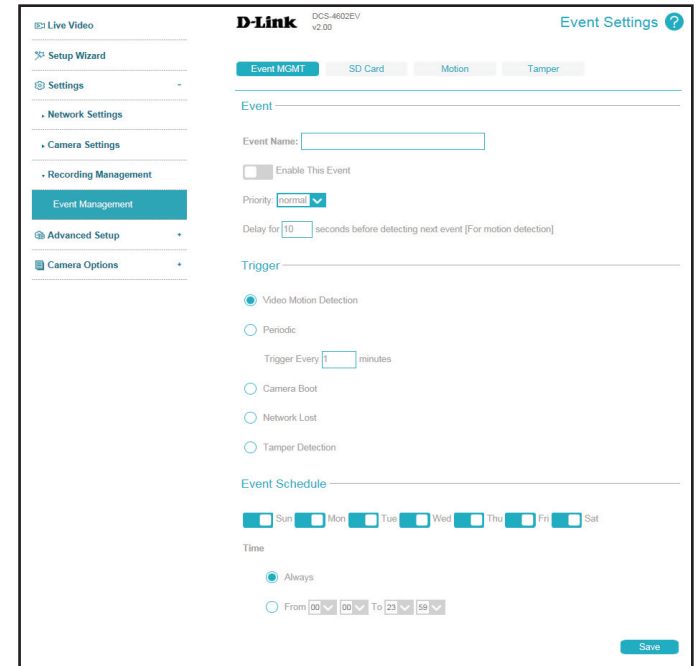 Live Video
Setup Wizard
Settings -
Network Settings
Camera Settings
Recording Management
Event Management
Advanced Setup +
Camera Options +
D-Link DCS-4602EV
v2.00
Event Settings ?
Event MGMT SD Card Motion Tamper
Event
Event Name:
Enable This Event
Priority: normal
Delay for 10 seconds before detecting next event [For motion detection]
Trigger
Video Motion Detection
Periodic
Trigger Every 1 minutes
Camera Boot
Network Lost
Tamper Detection
Event Schedule
Sun Mon Tue Wed Thu Fri Sat
Time
Always
From 00 00 To 23 59
Save